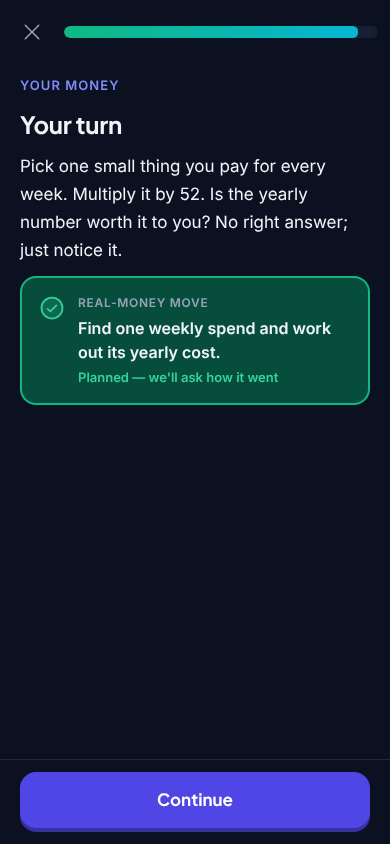 YOUR MONEY
Your turn
Pick one small thing you pay for every
week. Multiply it by 52. Is the yearly
number worth it to you? No right answer;
just notice it.
REAL-MONEY MOVE
Find one weekly spend and work
out its yearly cost.
Planned — we'll ask how it went
Continue